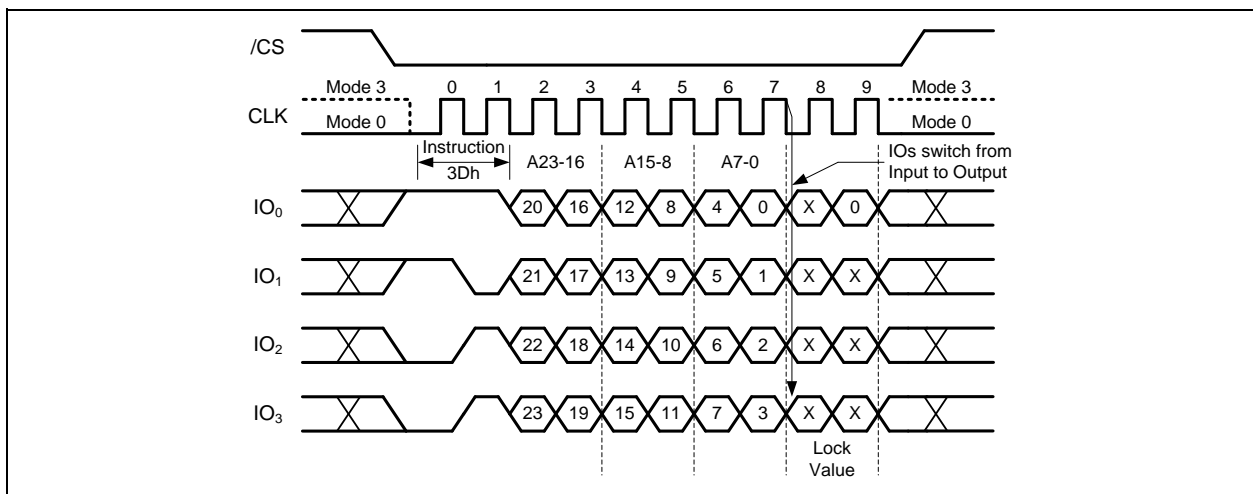 /CS
Mode 3 0 1 2 3 4 5 6 7 8 9 Mode 3
CLK
Mode 0 Mode 0
Instruction A23-16 A15-8 A7-0 IOs switch from
3Dh Input to Output
IO0 20 16 12 8 4 0 X 0
IO1 21 17 13 9 5 1 X X
IO2 22 18 14 10 6 2 X X
IO3 23 19 15 11 7 3 X X
Lock
Value